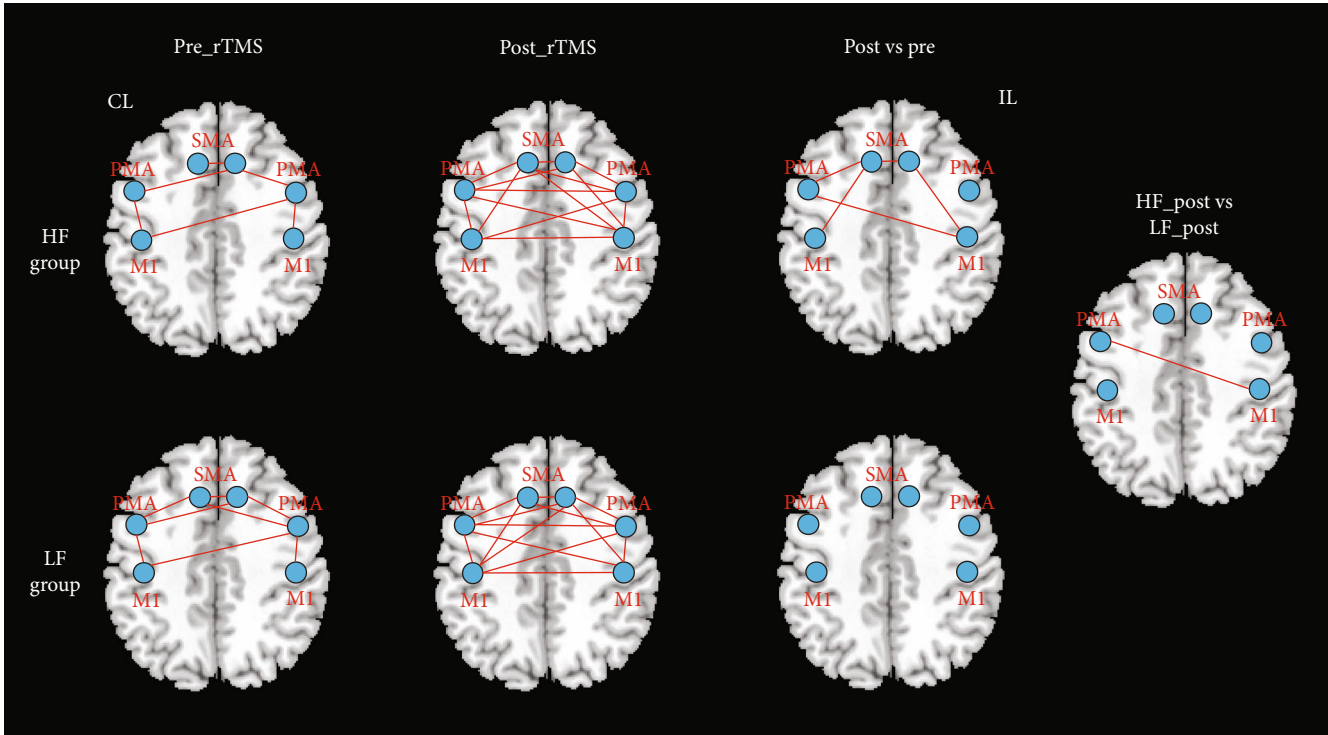 Pre_rTMS
Post_rTMS
Post vs pre
CL
IL
SMA
PMA
PMA
M1
M1
SMA
PMA
PMA
M1
M1
SMA
PMA
PMA
M1
M1
HF
group
HF_post vs
LF_post
SMA
PMA
PMA
M1
M1
SMA
PMA
PMA
M1
M1
SMA
PMA
PMA
M1
M1
SMA
PMA
PMA
M1
M1
LF
group